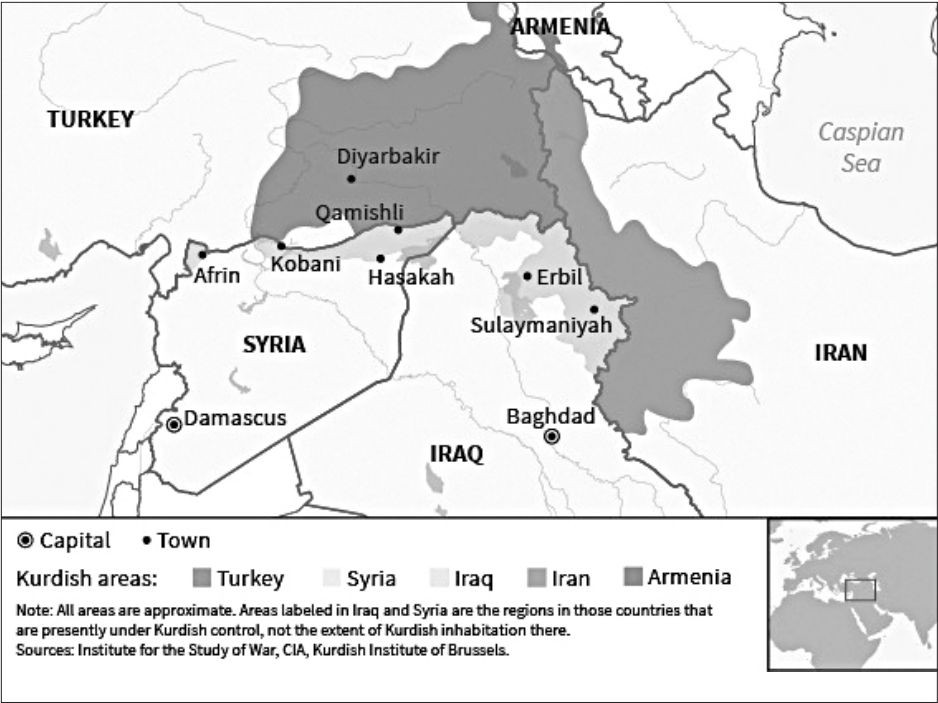 ARMENIA
TURKEY
Caspian
Sea
Diyarbakir
Qamishli
Afrin
Kobani
Hasakah
Erbil
Sulaymaniyah
SYRIA
IRAN
Damascus
Baghdad
IRAQ
Capital Town
Kurdish areas: Turkey Syria Iraq Iran Armenia
Note: All areas are approximate. Areas labeled in Iraq and Syria are the regions in those countries that
are presently under Kurdish control, not the extent of Kurdish inhabitation there.
Sources: Institute for the Study of War, CIA, Kurdish Institute of Brussels.